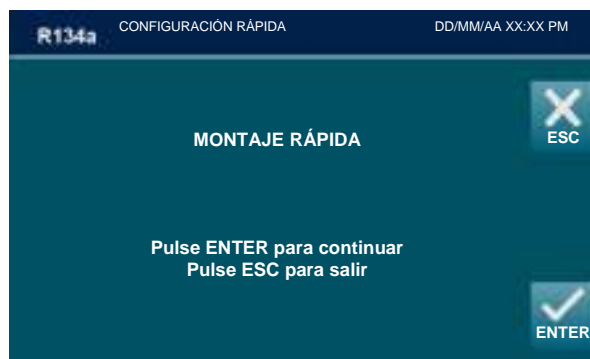 R134a CONFIGURACIÓN RÁPIDA DD/MM/AA XX:XX PM
MONTAJE RÁPIDA
ESC
Pulse ENTER para continuar
Pulse ESC para salir
ENTER